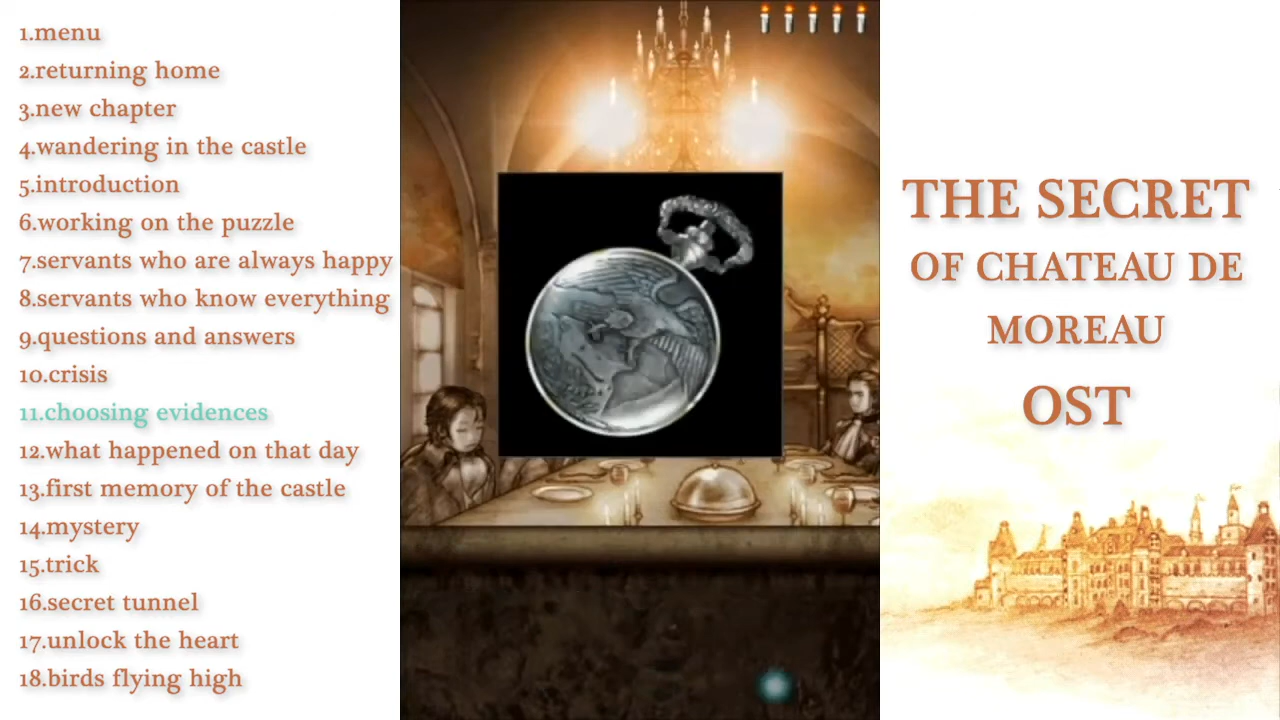 1.menu
2.returning home
3.new chapter
4.wandering in the castle
5.introduction
6.working on the puzzle
7.servants who are always happy
8.servants who know everything
9.questions and answers
10.crisis
11.choosing evidences
12.what happened on that day
13.first memory of the castle
14.mystery
15.trick
16.secret tunnel
17.unlock the heart
18.birds flying high
THE SECRET
OF CHATEAU DE
MOREAU
OST